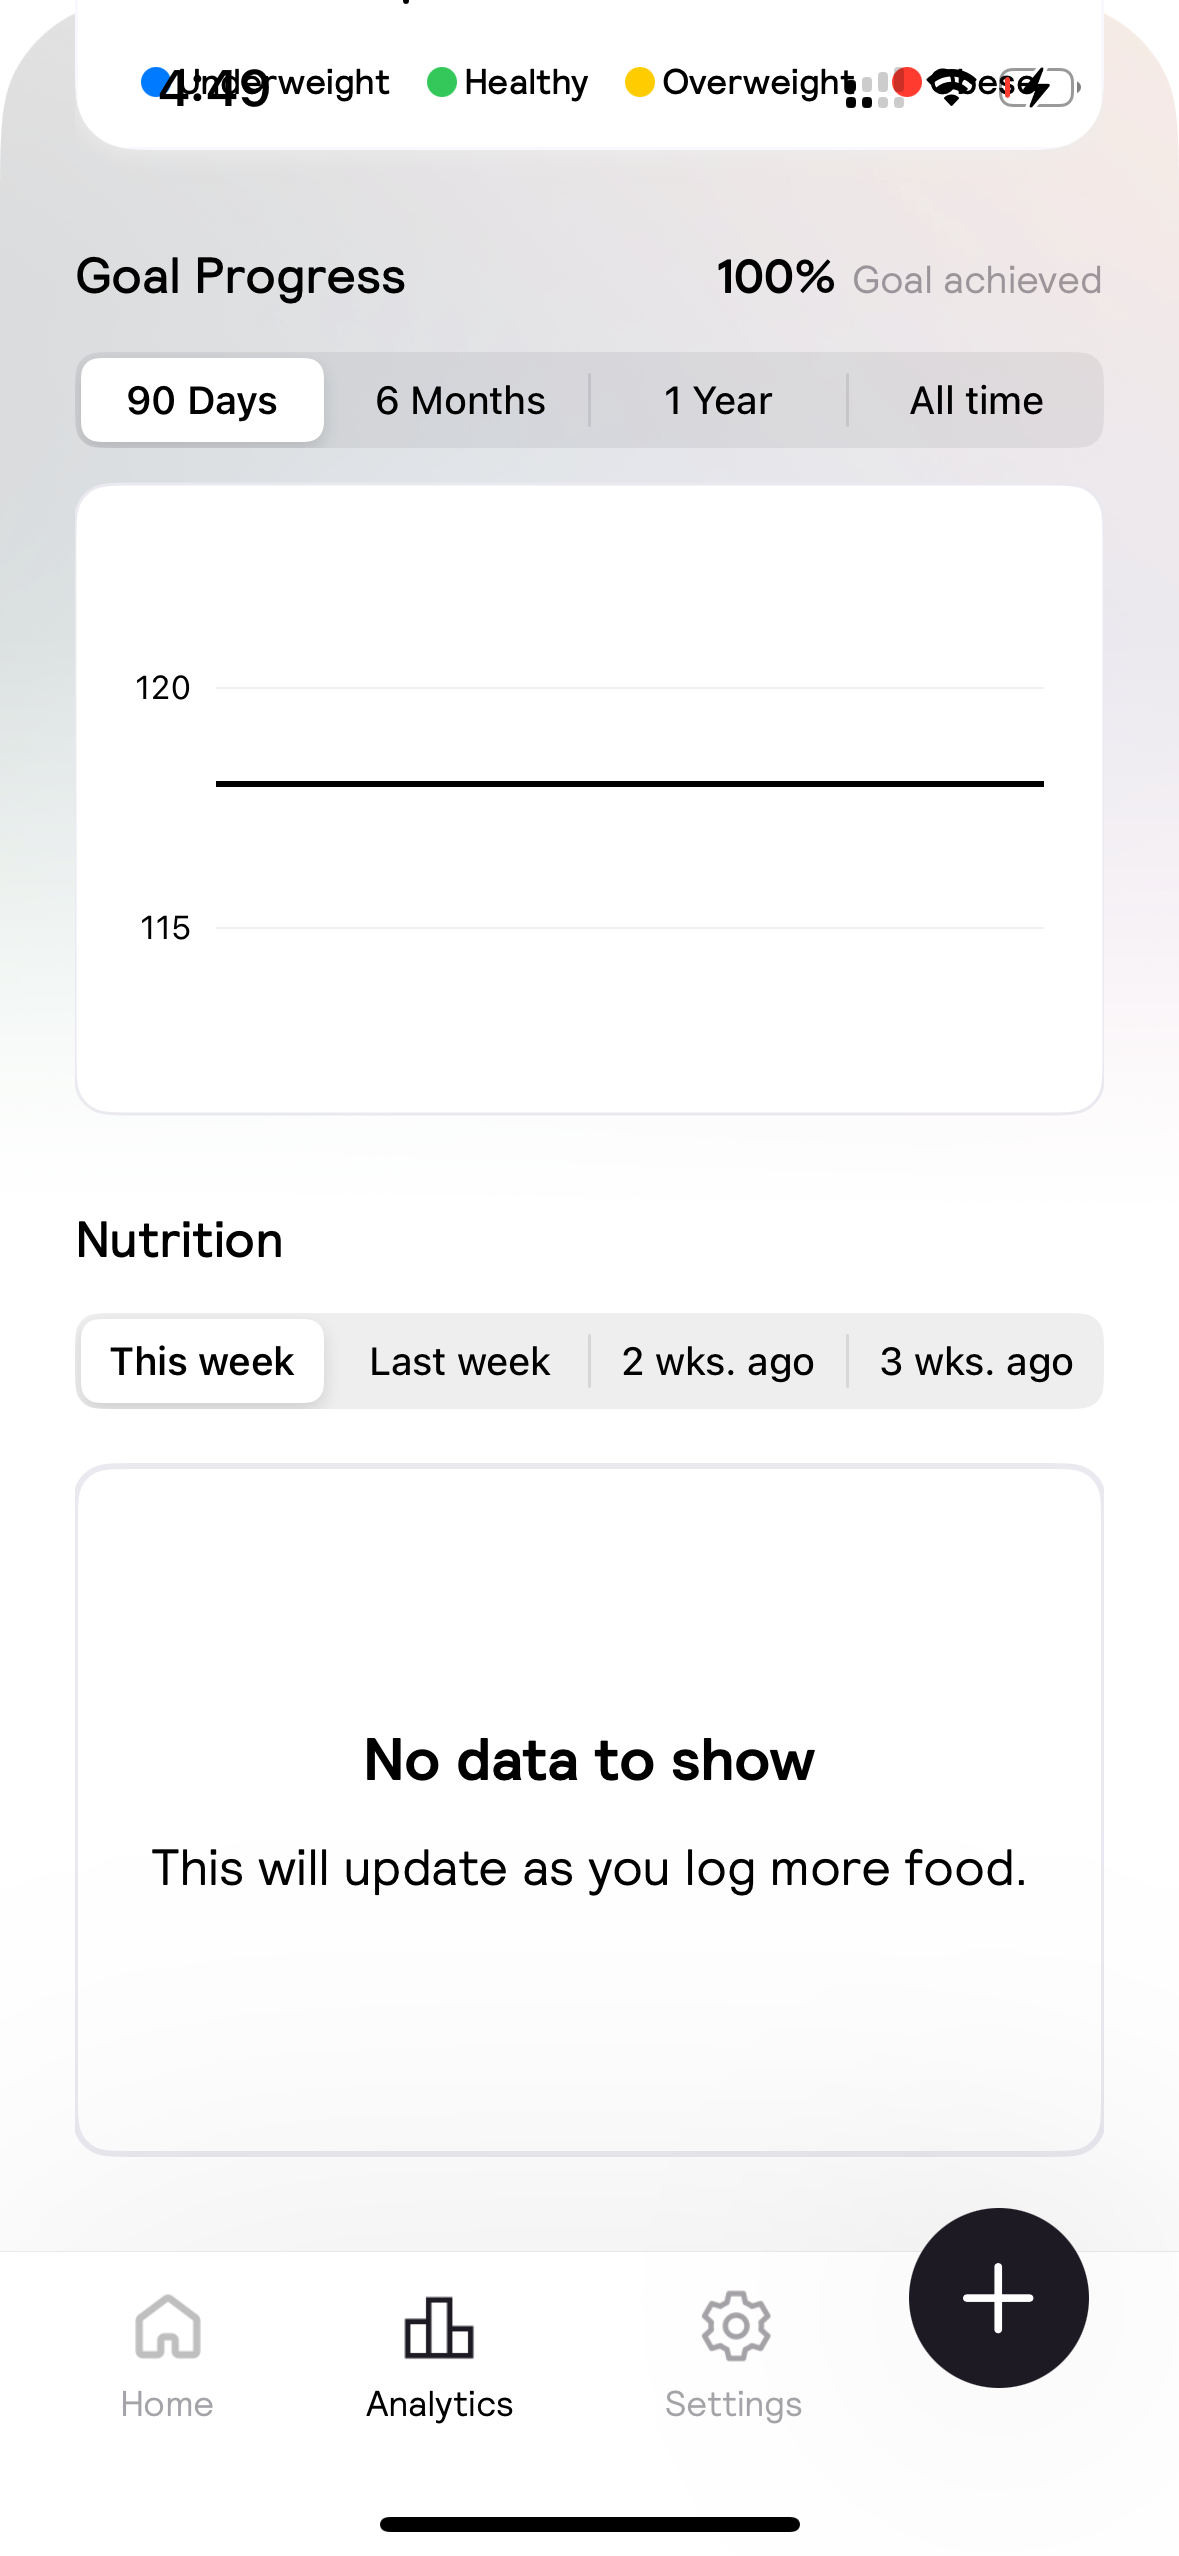 4:49
Underweight Healthy Overweight Obese
Goal Progress 100% Goal achieved
90 Days 6 Months 1 Year All time
120
115
Nutrition
This week Last week 2 wks. ago 3 wks. ago
No data to show
This will update as you log more food.
Home Analytics Settings